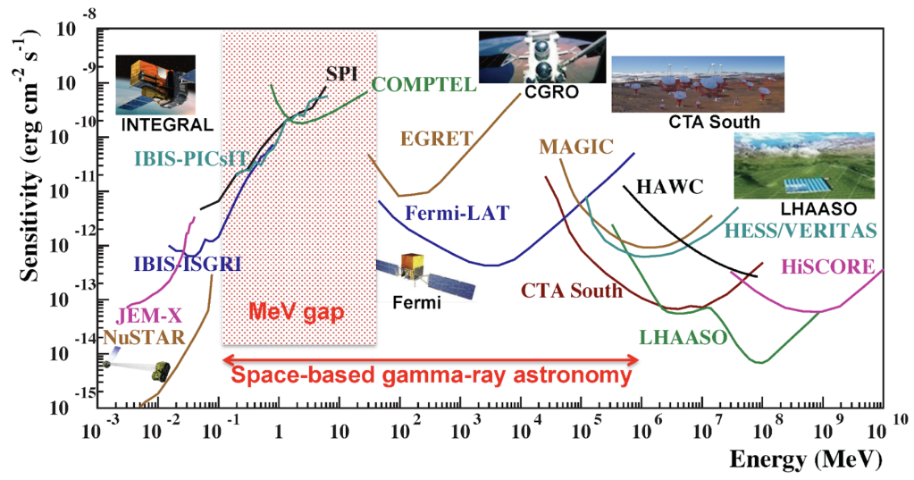 Sensitivity (erg cm⁻² s⁻¹)
10⁻⁸
10⁻⁹
10⁻¹⁰
10⁻¹¹
10⁻¹²
10⁻¹³
10⁻¹⁴
10⁻¹⁵
INTEGRAL
SPI
COMPTEL
CGRO
CTA South
IBIS-PICsIT
EGRET
MAGIC
HAWC
LHAASO
Fermi-LAT
HESS/VERITAS
IBIS-ISGRI
Fermi
CTA South
HiSCORE
JEM-X
MeV gap
NuSTAR
LHAASO
Space-based gamma-ray astronomy
10⁻³ 10⁻² 10⁻¹ 1 10 10² 10³ 10⁴ 10⁵ 10⁶ 10⁷ 10⁸ 10⁹ 10¹⁰
Energy (MeV)